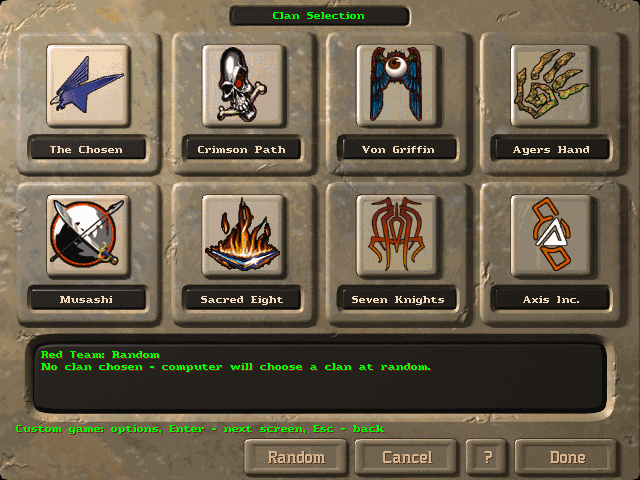 Clan Selection
The Chosen
Crimson Path
Von Griffin
Ayers Hand
Musashi
Sacred Eight
Seven Knights
Axis Inc.
Red Team: Random
No clan chosen - computer will choose a clan at random.
Custom game: options, Enter - next screen, Esc - back
Random
Cancel
?
Done